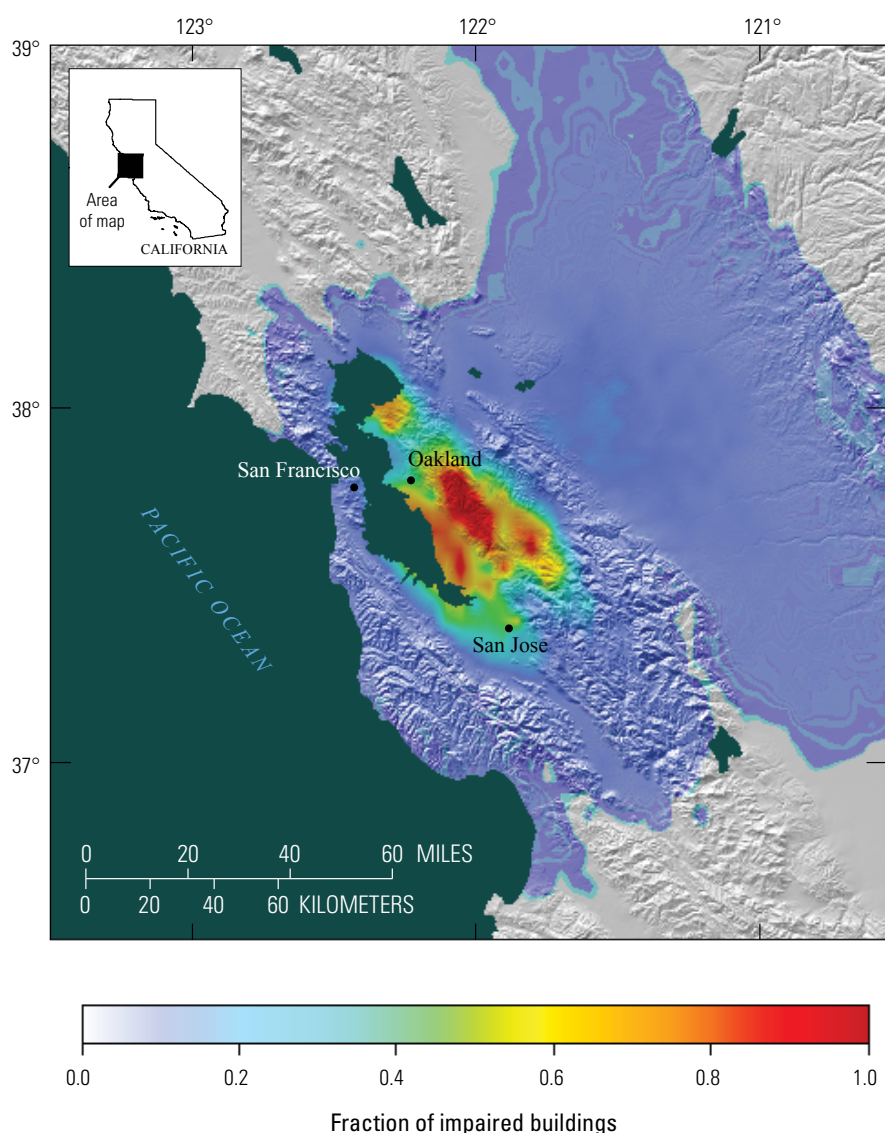 123°
122°
121°
39°
Area
of map
CALIFORNIA
38°
San Francisco
Oakland
PACIFIC OCEAN
San Jose
37°
0 20 40 60 MILES
0 20 40 60 KILOMETERS
0.0 0.2 0.4 0.6 0.8 1.0
Fraction of impaired buildings